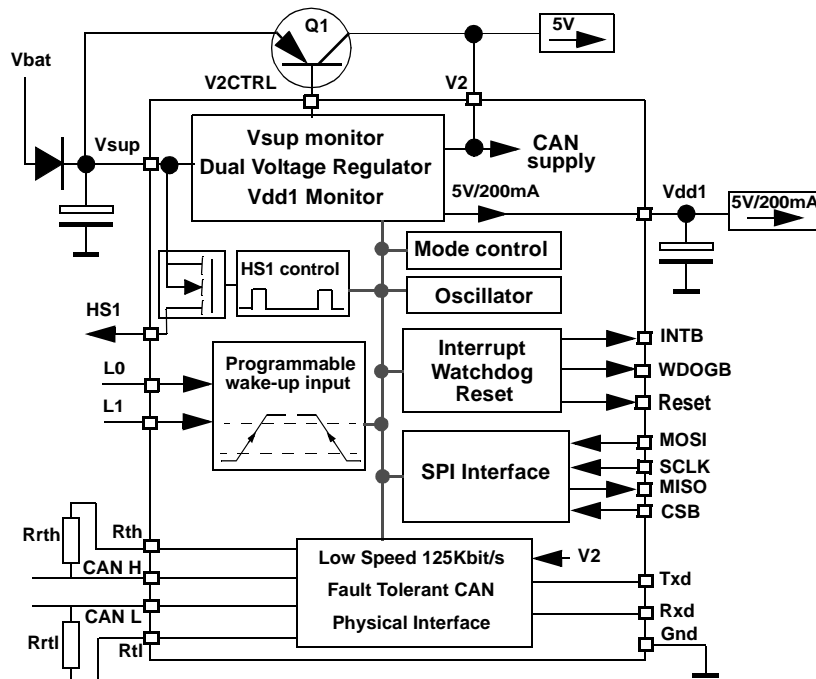 Q1
5V
Vbat
V2CTRL
V2
Vsup
Vsup monitor
Dual Voltage Regulator
Vdd1 Monitor
CAN
supply
5V/200mA
Vdd1
5V/200mA
Mode control
HS1 control
Oscillator
HS1
Programmable
wake-up input
L0
L1
Interrupt
Watchdog
Reset
INTB
WDOGB
Reset
SPI Interface
MOSI
SCLK
MISO
CSB
Rrth
Rth
CAN H
CAN L
Rrtl
Rtl
Low Speed 125Kbit/s
Fault Tolerant CAN
Physical Interface
V2
Txd
Rxd
Gnd